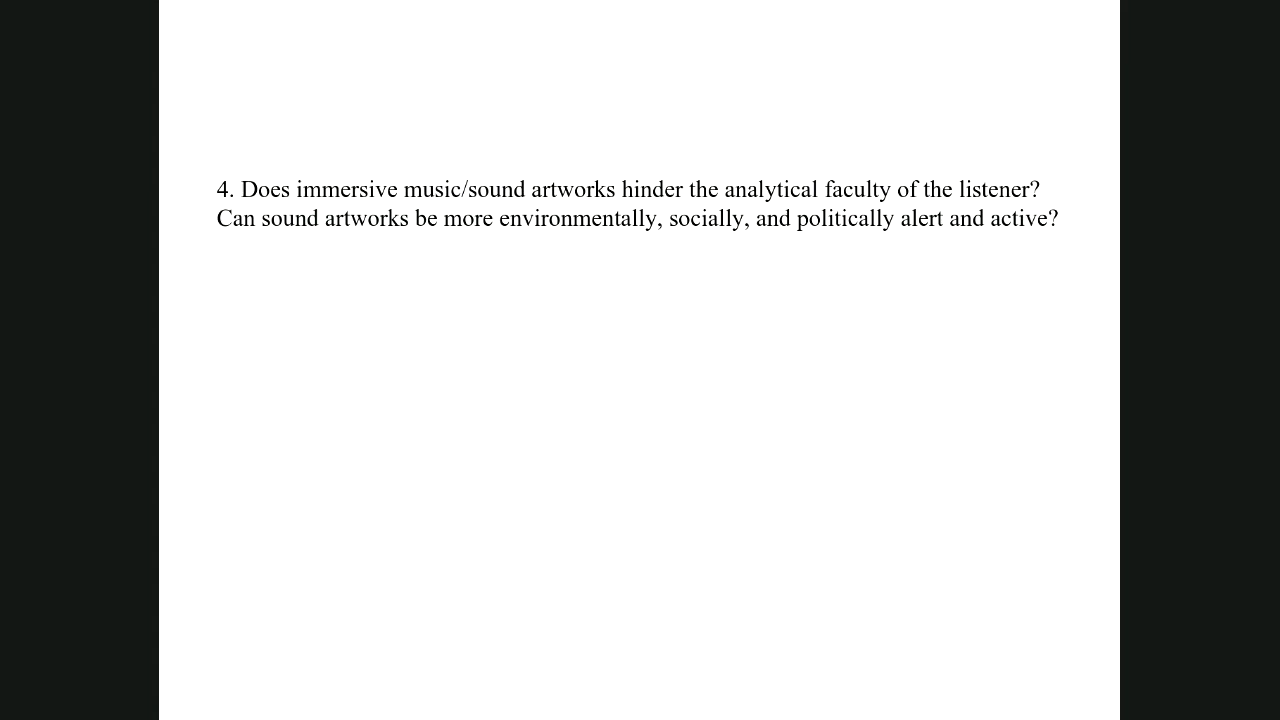 4. Does immersive music/sound artworks hinder the analytical faculty of the listener?
Can sound artworks be more environmentally, socially, and politically alert and active?